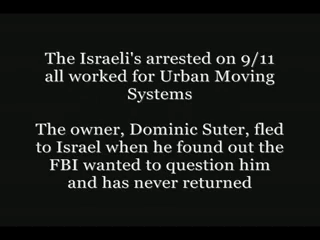 The Israeli's arrested on 9/11
all worked for Urban Moving
Systems
The owner, Dominic Suter, fled
to Israel when he found out the
FBI wanted to question him
and has never returned